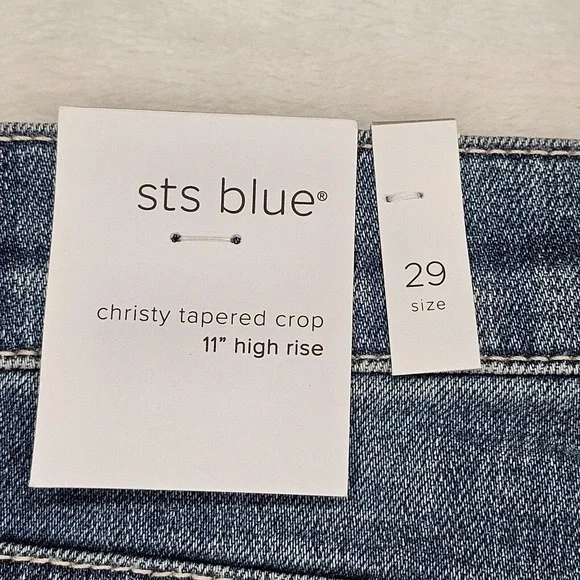 sts blue®
christy tapered crop
11” high rise
29
size